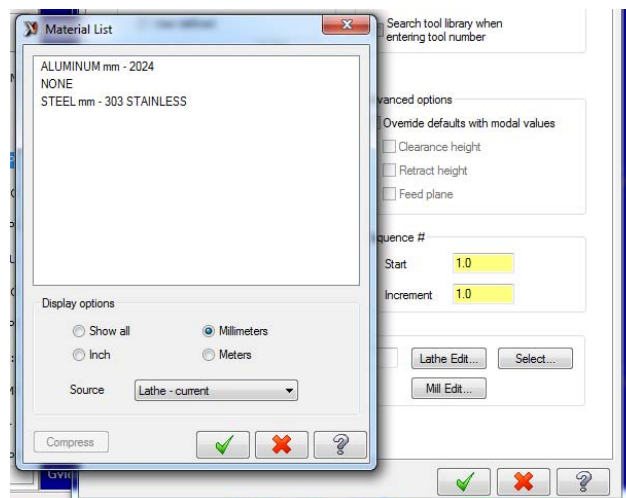 Material List
ALUMINUM mm - 2024
NONE
STEEL mm - 303 STAINLESS
Display options
Show all
Millimeters
Inch
Meters
Source
Lathe - current
Compress
Search tool library when
entering tool number
options
Override defaults with modal values
Clearance height
Retract height
Feed plane
#
Start
1.0
Increment
1.0
Lathe Edit...
Select...
Mill Edit...